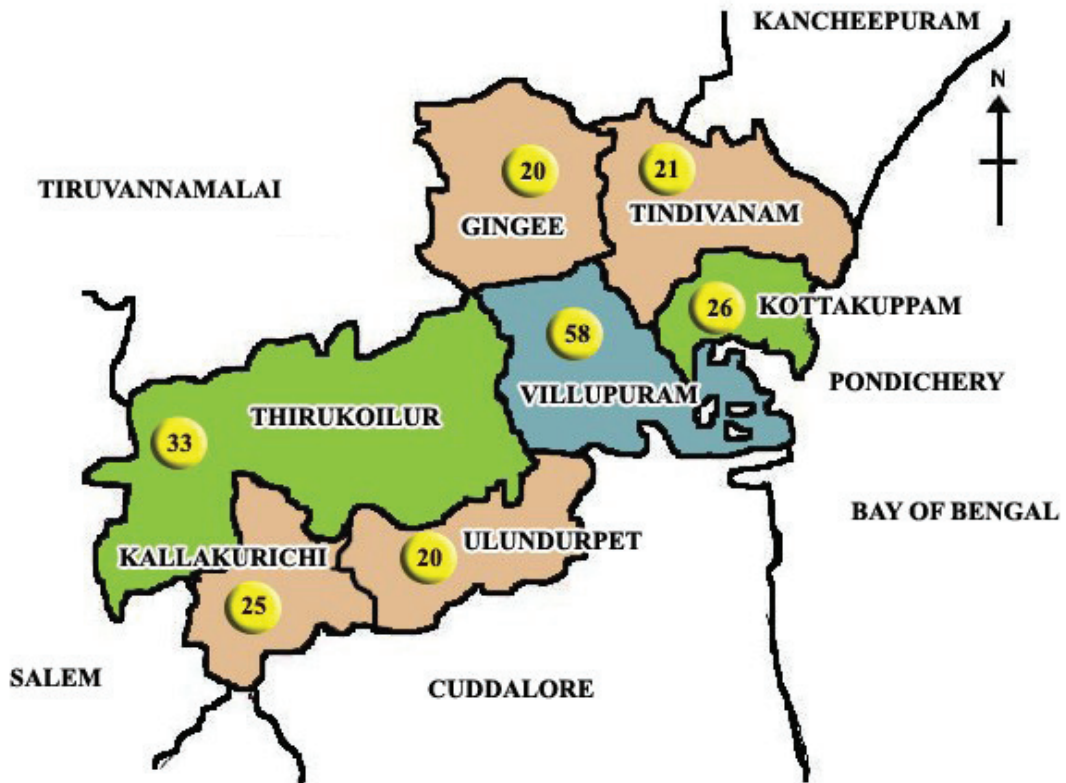 KANCHEEPURAM
N
20
21
TIRUVANNAMALAI
GINGEE
TINDIVANAM
26
KOTTAKUPPAM
58
PONDICHERY
VILLUPURAM
THIRUKOILUR
33
BAY OF BENGAL
ULUNDURPET
KALLAKURICHI
20
25
SALEM
CUDDALORE